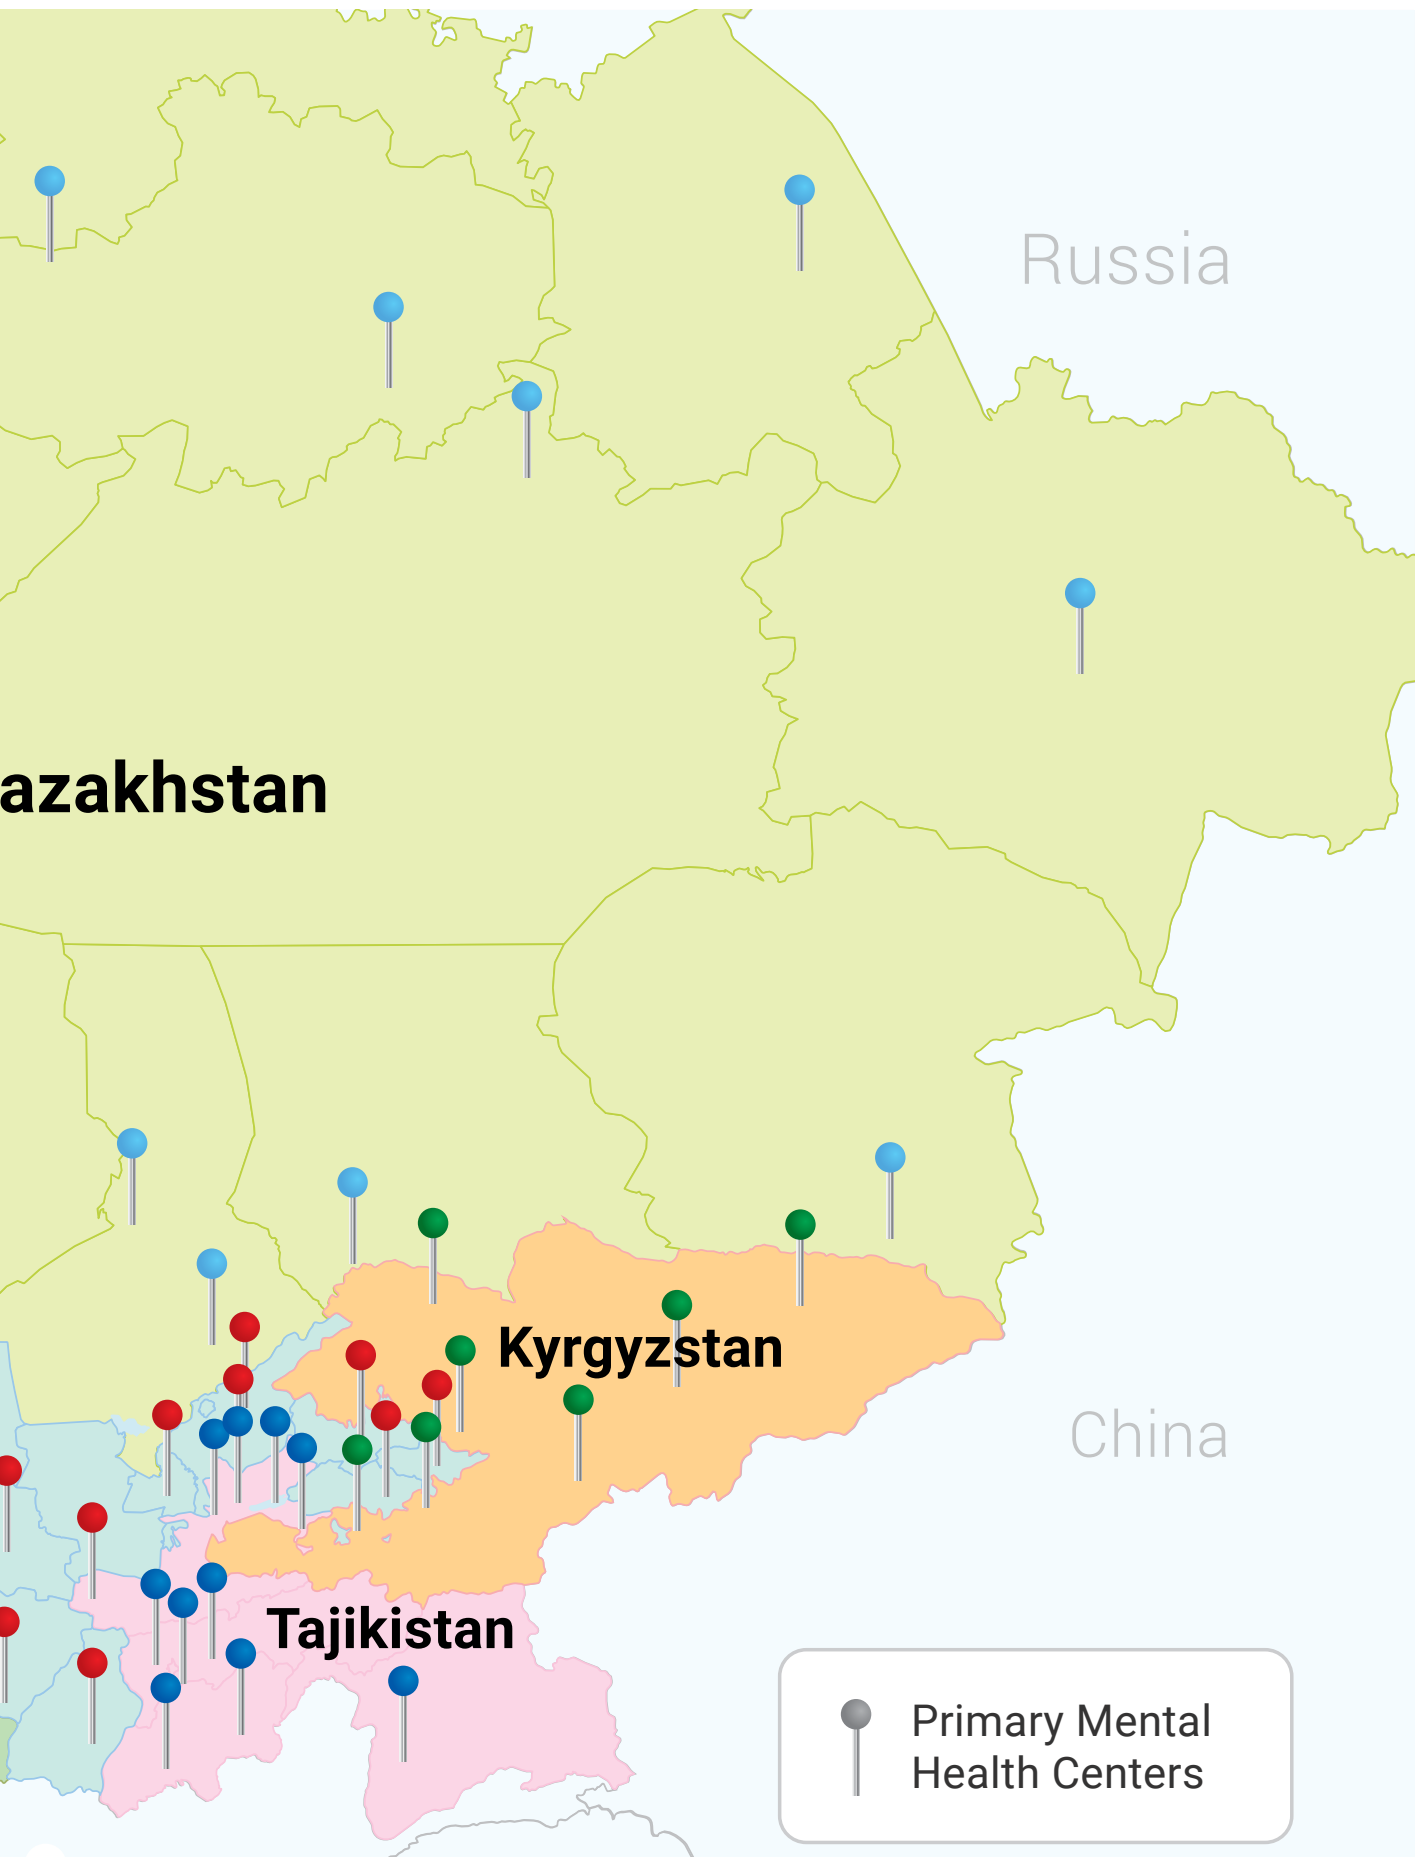 Russia
azakhstan
Kyrgyzstan
China
Tajikistan
Primary Mental
Health Centers